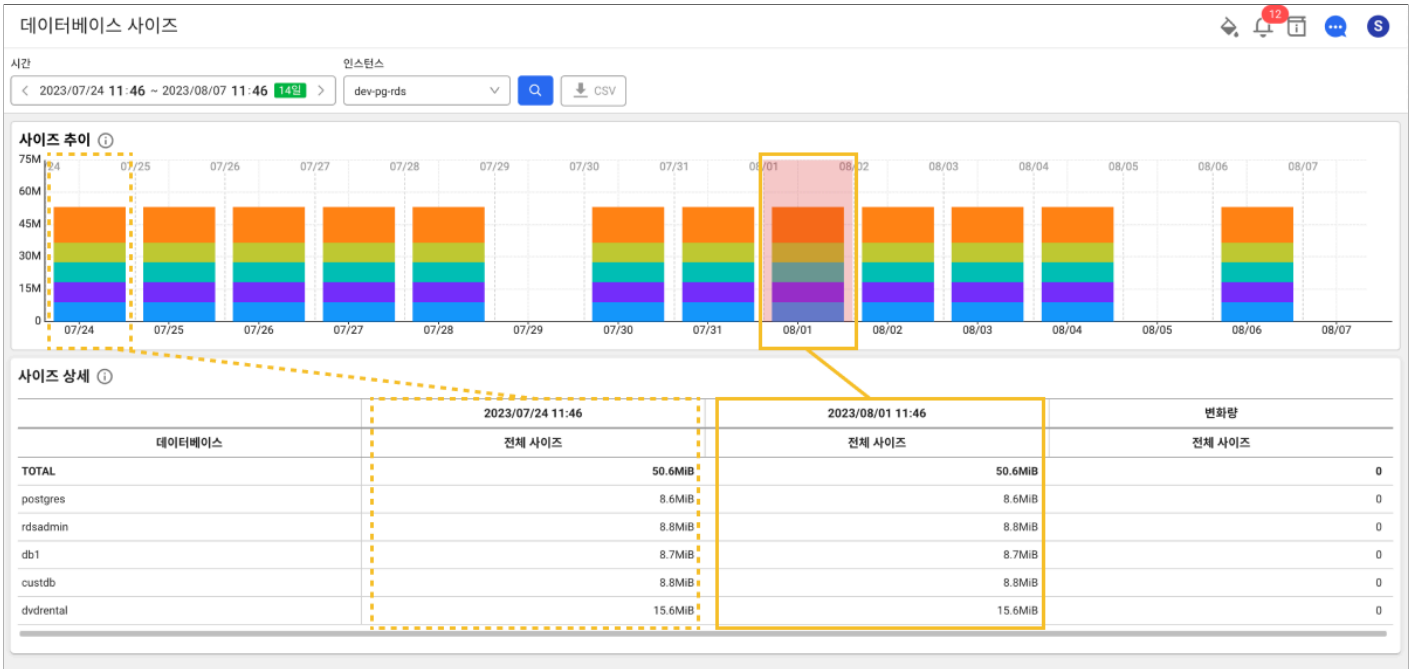 데이터베이스 사이즈
12
S
시간
인스턴스
2023/07/24 11:46 ~ 2023/08/07 11:46 14일
dev-pg-rds
CSV
사이즈 추이
75M
60M
45M
30M
15M
0
24 07/25 07/26 07/27 07/28 07/29 07/30 07/31 08/01 08/02 08/03 08/04 08/05 08/06 08/07
07/24 07/25 07/26 07/27 07/28 07/29 07/30 07/31 08/01 08/02 08/03 08/04 08/05 08/06 08/07
사이즈 상세
2023/07/24 11:46 2023/08/01 11:46 변화량
데이터베이스 전체 사이즈 전체 사이즈 전체 사이즈
TOTAL 50.6MiB 50.6MiB 0
postgres 8.6MiB 8.6MiB 0
rdsadmin 8.8MiB 8.8MiB 0
db1 8.7MiB 8.7MiB 0
custdb 8.8MiB 8.8MiB 0
dvdrental 15.6MiB 15.6MiB 0